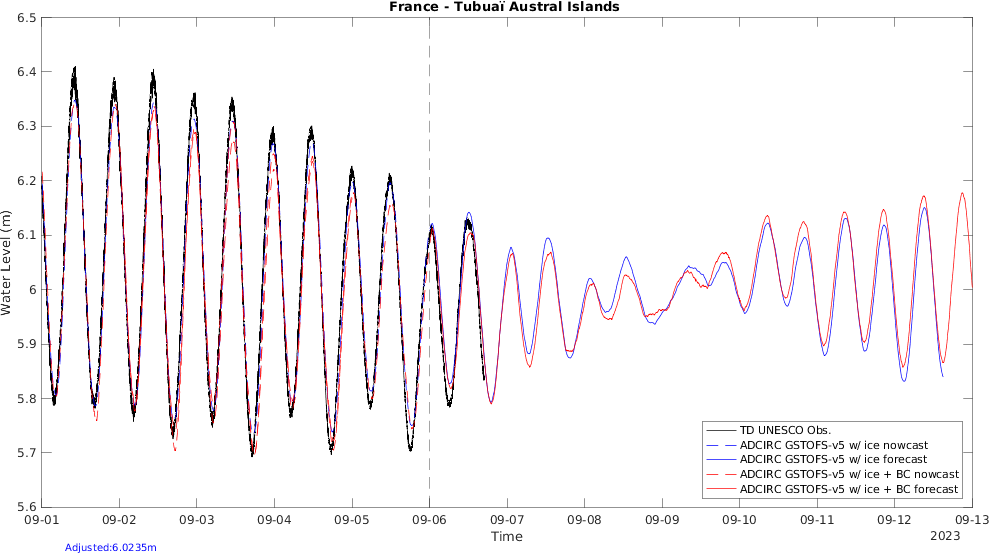 France - Tubuaï Austral Islands
6.5
6.4
6.3
6.2
6.1
6
5.9
5.8
5.7
5.6
Water Level (m)
09-01 09-02 09-03 09-04 09-05 09-06 09-07 09-08 09-09 09-10 09-11 09-12 09-13
Time
2023
TD UNESCO Obs.
ADCIRC GSTOFS-v5 w/ ice nowcast
ADCIRC GSTOFS-v5 w/ ice forecast
ADCIRC GSTOFS-v5 w/ ice + BC nowcast
ADCIRC GSTOFS-v5 w/ ice + BC forecast
Adjusted:6.0235m